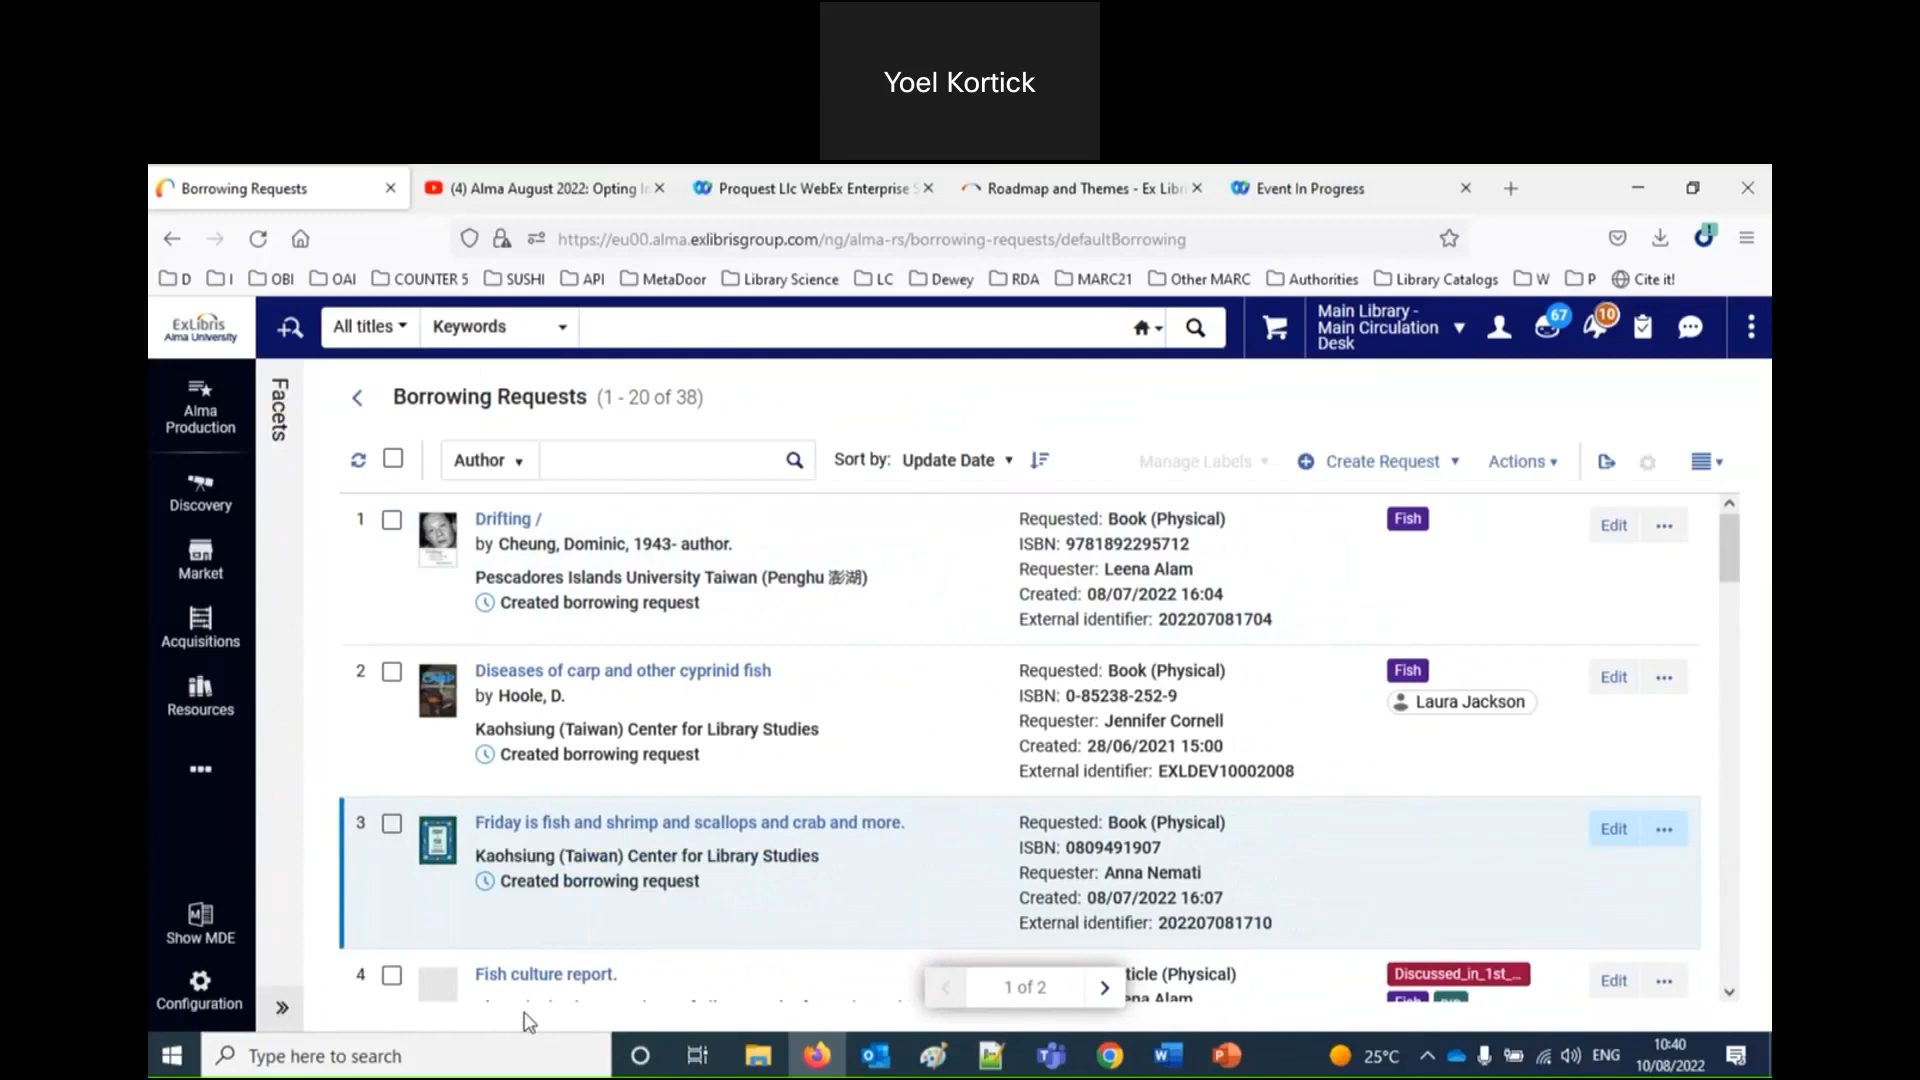 Yoel Kortick
Borrowing Requests
(4) Alma August 2022: Opting I
Proquest Llc WebEx Enterprise S
Roadmap and Themes - Ex Libr
Event In Progress
https://eu00.alma.exlibrisgroup.com/ng/alma-rs/borrowing-requests/defaultBorrowing
D I OBI OAI COUNTER 5 SUSHI API MetaDoor Library Science LC Dewey RDA MARC21 Other MARC Authorities Library Catalogs W P Cite it!
ExLibris
Alma University
All titles
Keywords
Main Library -
Main Circulation
Desk
67
10
Alma
Production
Discovery
Market
Acquisitions
Resources
Show MDE
Configuration
Facets
Borrowing Requests (1 - 20 of 38)
Author
Sort by: Update Date
Manage Labels
Create Request
Actions
1
Drifting /
by Cheung, Dominic, 1943- author.
Pescadores Islands University Taiwan (Penghu 澎湖)
Created borrowing request
Requested: Book (Physical)
ISBN: 9781892295712
Requester: Leena Alam
Created: 08/07/2022 16:04
External identifier: 202207081704
Fish
Edit
2
Diseases of carp and other cyprinid fish
by Hoole, D.
Kaohsiung (Taiwan) Center for Library Studies
Created borrowing request
Requested: Book (Physical)
ISBN: 0-85238-252-9
Requester: Jennifer Cornell
Created: 28/06/2021 15:00
External identifier: EXLDEV10002008
Fish
Laura Jackson
Edit
3
Friday is fish and shrimp and scallops and crab and more.
Kaohsiung (Taiwan) Center for Library Studies
Created borrowing request
Requested: Book (Physical)
ISBN: 0809491907
Requester: Anna Nemati
Created: 08/07/2022 16:07
External identifier: 202207081710
Edit
4
Fish culture report.
ticle (Physical)
ena Alam
Discussed_in_1st_...
Fish
Edit
1 of 2
Type here to search
25°C
ENG
10:40
10/08/2022